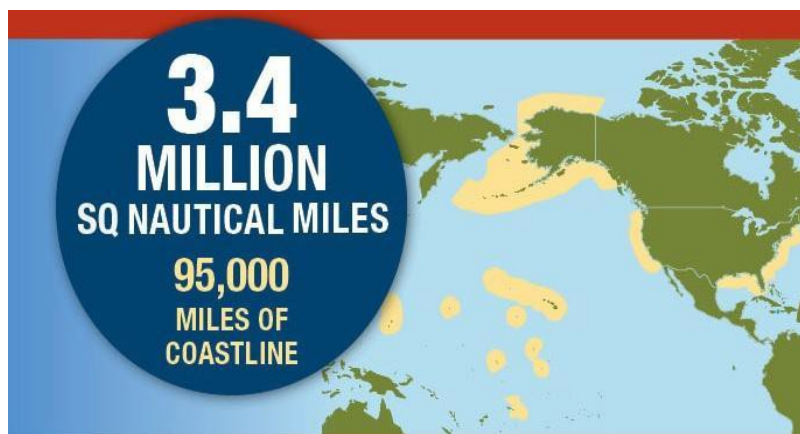 3.4
MILLION
SQ NAUTICAL MILES
95,000
MILES OF
COASTLINE